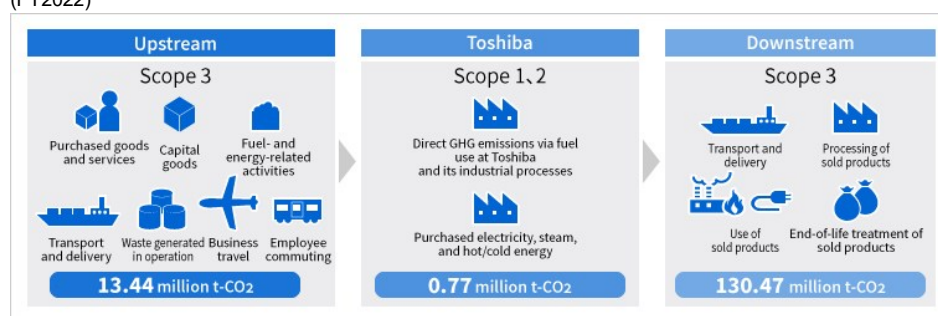 (FY2022)
Upstream
Scope 3
Purchased goods
and services
Capital
goods
Fuel- and
energy-related
activities
Transport
and delivery
Waste generated
in operation
Business
travel
Employee
commuting
13.44 million t-CO2
Toshiba
Scope 1、2
Direct GHG emissions via fuel
use at Toshiba
and its industrial processes
Purchased electricity, steam,
and hot/cold energy
0.77 million t-CO2
Downstream
Scope 3
Transport and
delivery
Processing of
sold products
Use of
sold products
End-of-life treatment of
sold products
130.47 million t-CO2